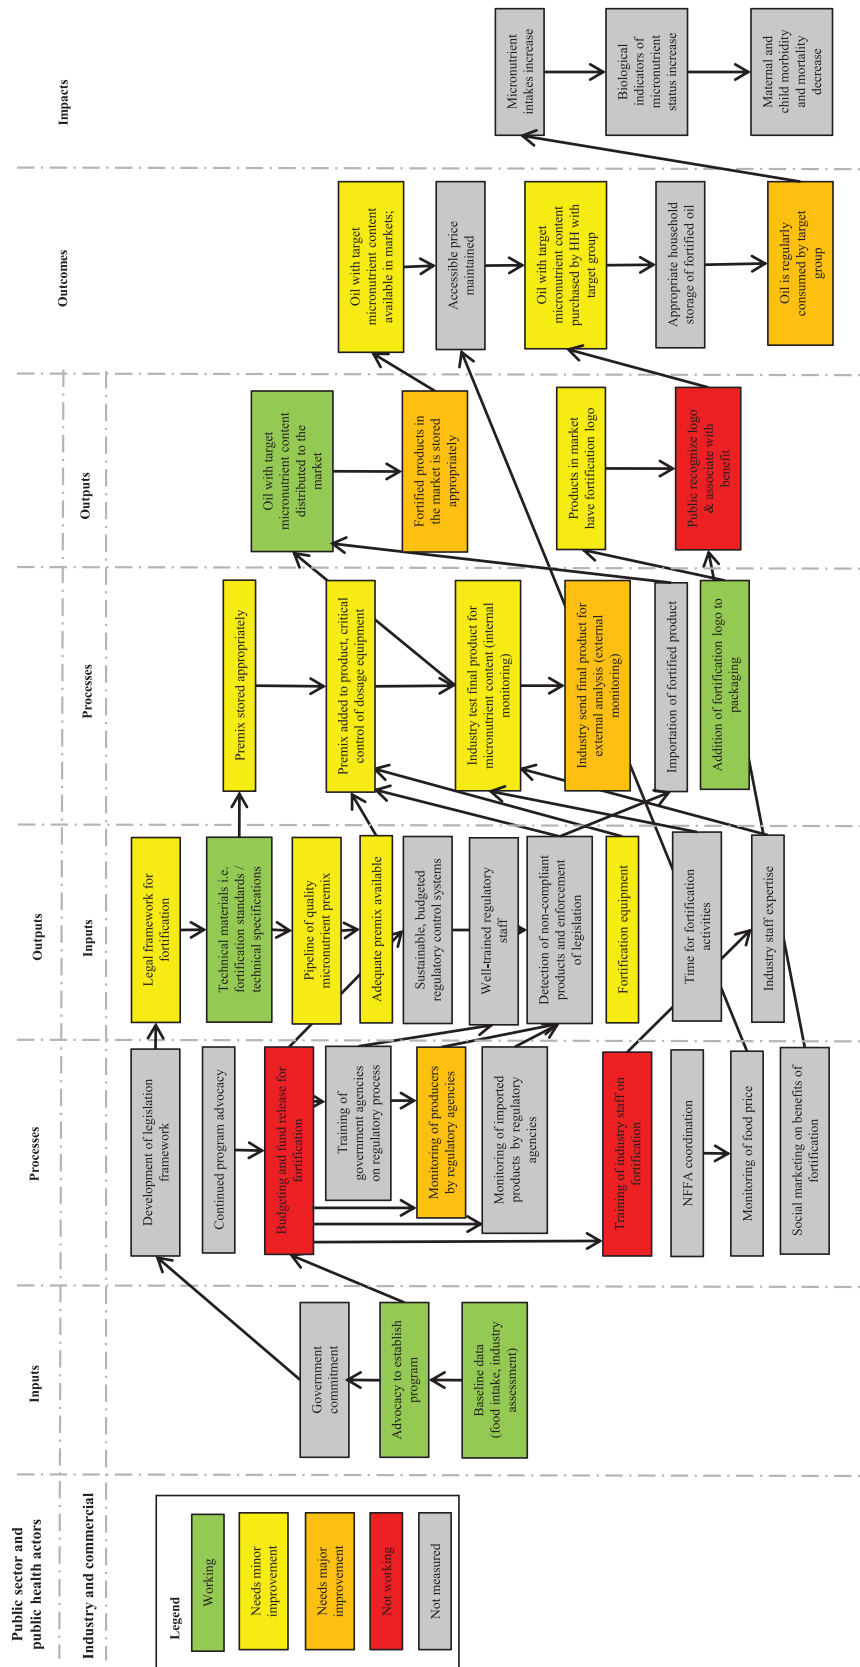 Public sector and
public health actors
Inputs
Processes
Outputs
Outcomes
Impacts
Industry and commercial
Inputs
Processes
Outputs
Legend
Working
Needs minor
improvement
Needs major
improvement
Not working
Not measured
Government
commitment
Advocacy to establish
program
Baseline data
(food intake, industry
assessment)
Development of legislation
framework
Continued program advocacy
Budgeting and fund release for
fortification
Training of
government agencies
on regulatory process
Monitoring of producers
by regulatory agencies
Monitoring of imported
products by regulatory
agencies
Training of industry staff on
fortification
NFFA coordination
Monitoring of food price
Social marketing on benefits of
fortification
Legal framework for
fortification
Technical materials i.e.
fortification standards /
technical specifications
Pipeline of quality
micronutrient premix
Adequate premix available
Sustainable, budgeted
regulatory control systems
Well-trained regulatory
staff
Detection of non-compliant
products and enforcement
of legislation
Fortification equipment
Time for fortification
activities
Industry staff expertise
Premix stored appropriately
Premix added to product, critical
control of dosage equipment
Industry test final product for
micronutrient content (internal
monitoring)
Industry send final product for
external analysis (external
monitoring)
Importation of fortified product
Addition of fortification logo to
packaging
Oil with target
micronutrient content
distributed to the
market
Fortified products in
the market is stored
appropriately
Products in market
have fortification logo
Public recognize logo
& associate with
benefit
Oil with target
micronutrient content
available in markets;
Accessible price
maintained
Oil with target
micronutrient content
purchased by HH with
target group
Appropriate household
storage of fortified oil
Oil is regularly
consumed by target
group
Micronutrient
intakes increase
Biological
indicators of
micronutrient
status increase
Maternal and
child morbidity
and mortality
decrease